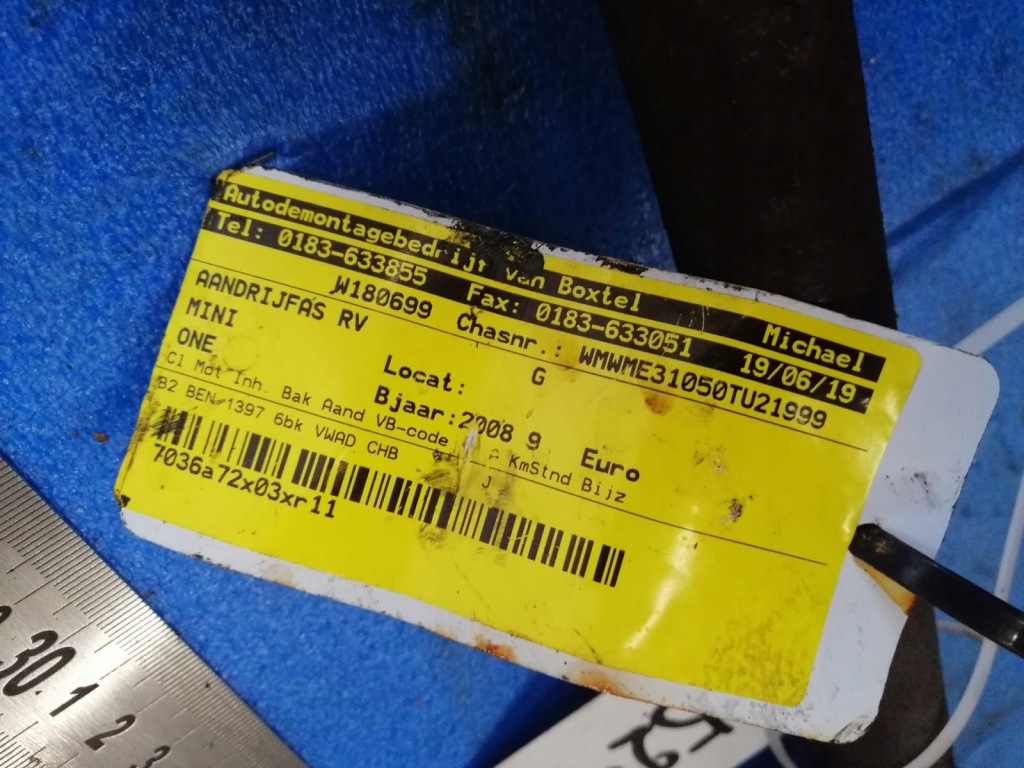 Autodemontagebedrijf van Boxtel Michael
Tel: 0183-633855 Fax: 0183-633051 19/06/19
W180699 Chasnr.: WMWME31050TU21999
AANDRIJFAS RV G
MINI Locat:
ONE Bjaar:2008 9 Euro
Cl Mot Inh. Bak Aand VB-code KmStnd Bijz
B2 BEN 1397 6bk VWAD CHB J
7036a72x03xr11
30 1 2 3